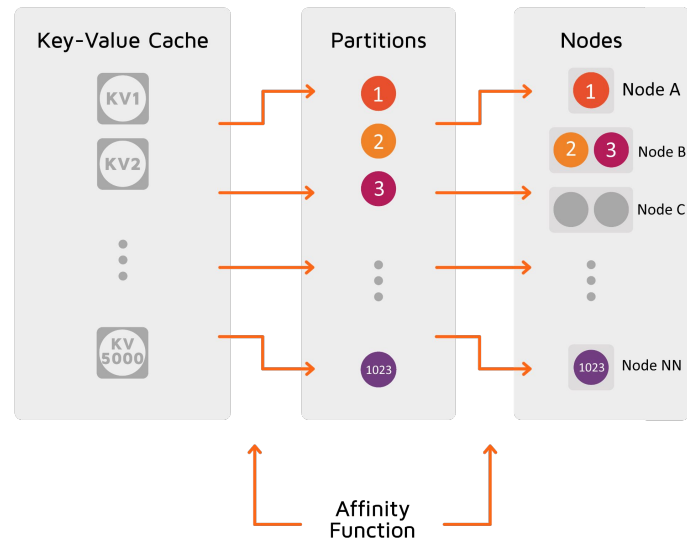 Key-Value Cache
Partitions
Nodes
KV1
KV2
KV
5000
1
2
3
1023
1
Node A
2
3
Node B
Node C
1023
Node NN
Affinity
Function